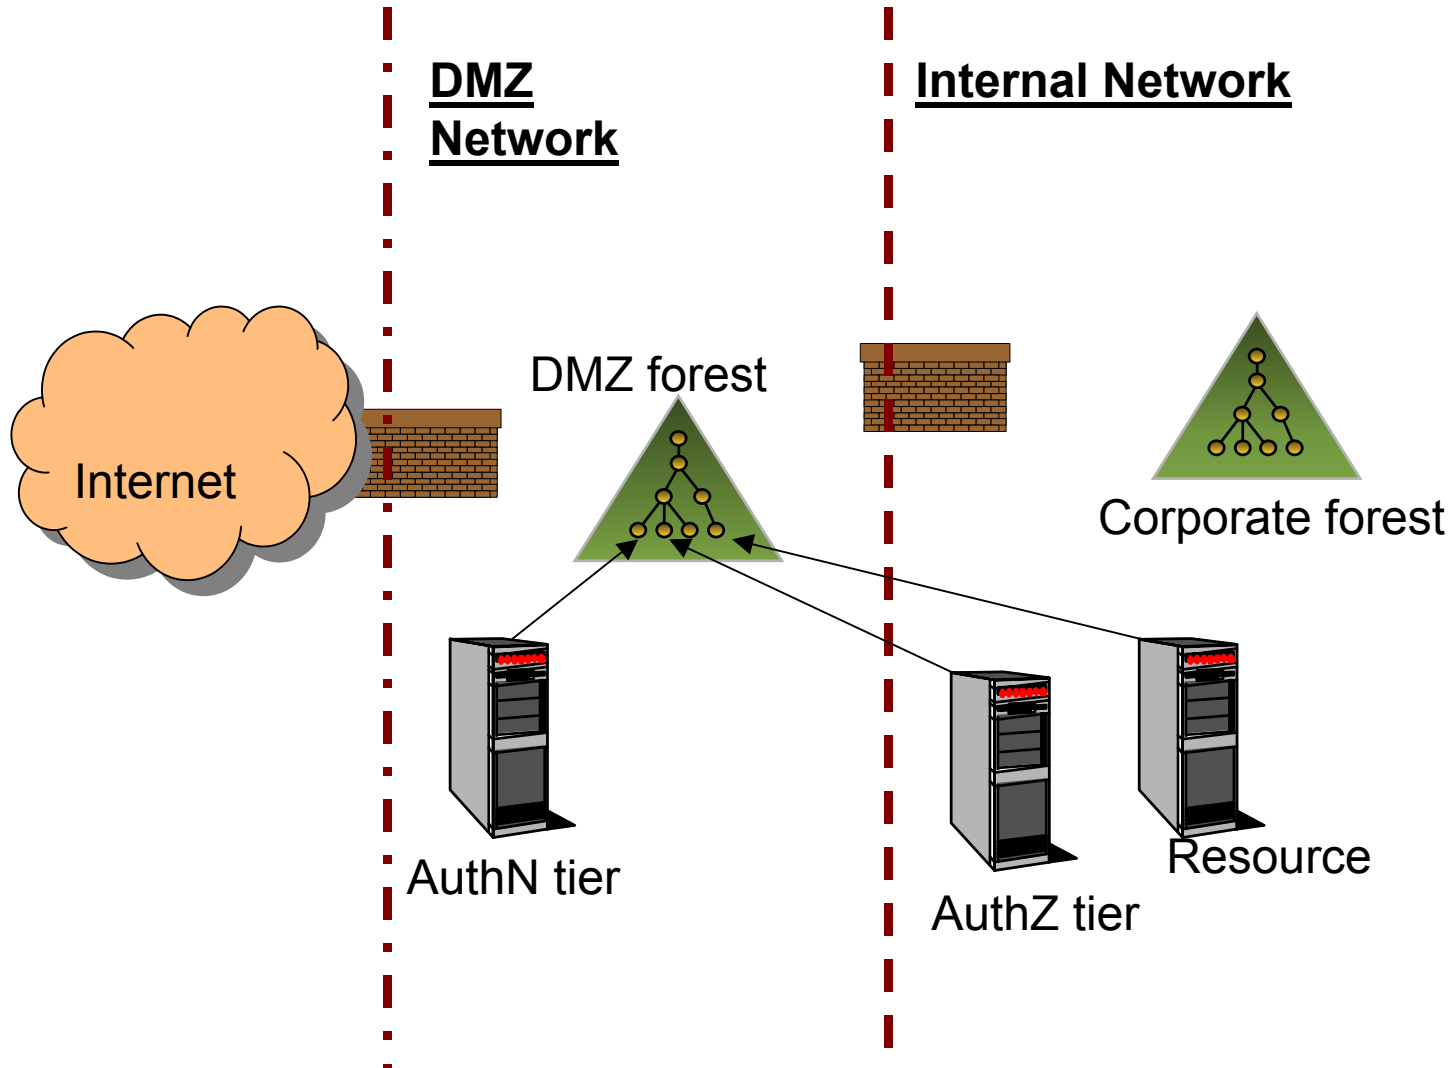 DMZ
Network
Internal Network
DMZ forest
Internet
Corporate forest
AuthN tier
Resource
AuthZ tier